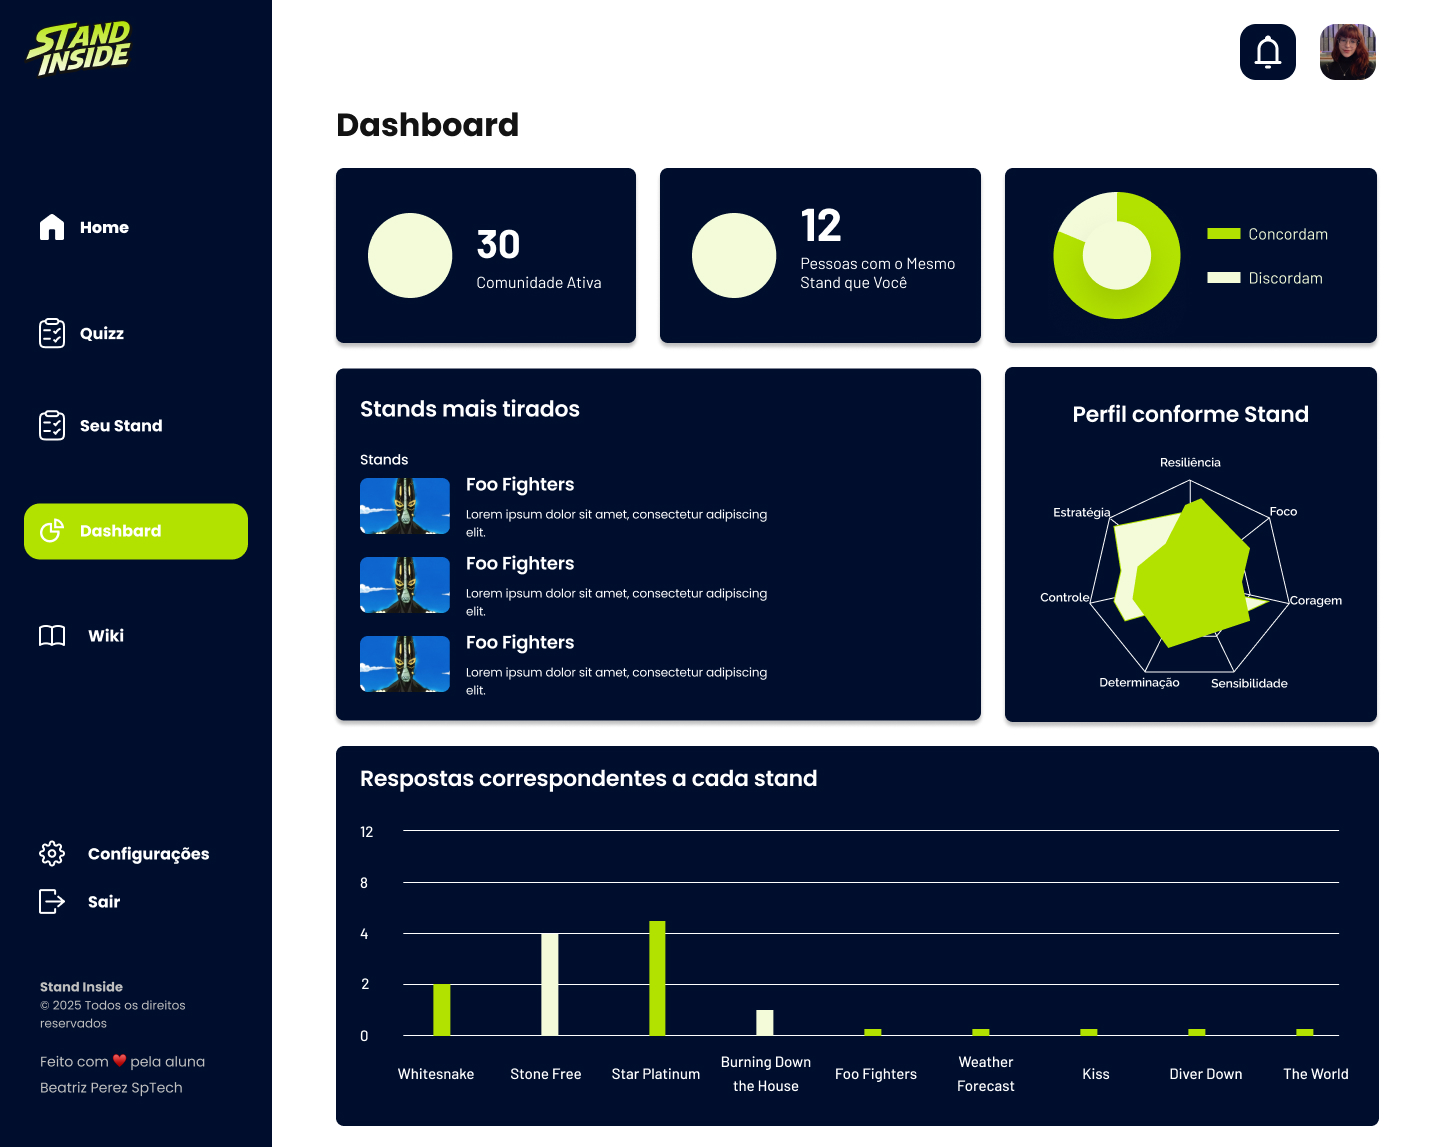 STAND
INSIDE
Home
Quizz
Seu Stand
Dashbard
Wiki
Configurações
Sair
Stand Inside
© 2025 Todos os direitos
reservados
Feito com ❤️ pela aluna
Beatriz Perez SpTech
Dashboard
30
Comunidade Ativa
12
Pessoas com o Mesmo
Stand que Você
Concordam
Discordam
Stands mais tirados
Stands
Foo Fighters
Lorem ipsum dolor sit amet, consectetur adipiscing
elit.
Foo Fighters
Lorem ipsum dolor sit amet, consectetur adipiscing
elit.
Foo Fighters
Lorem ipsum dolor sit amet, consectetur adipiscing
elit.
Perfil conforme Stand
Resiliência
Estratégia
Foco
Controle
Coragem
Determinação
Sensibilidade
Respostas correspondentes a cada stand
12
8
4
2
0
Whitesnake
Stone Free
Star Platinum
Burning Down
the House
Foo Fighters
Weather
Forecast
Kiss
Diver Down
The World